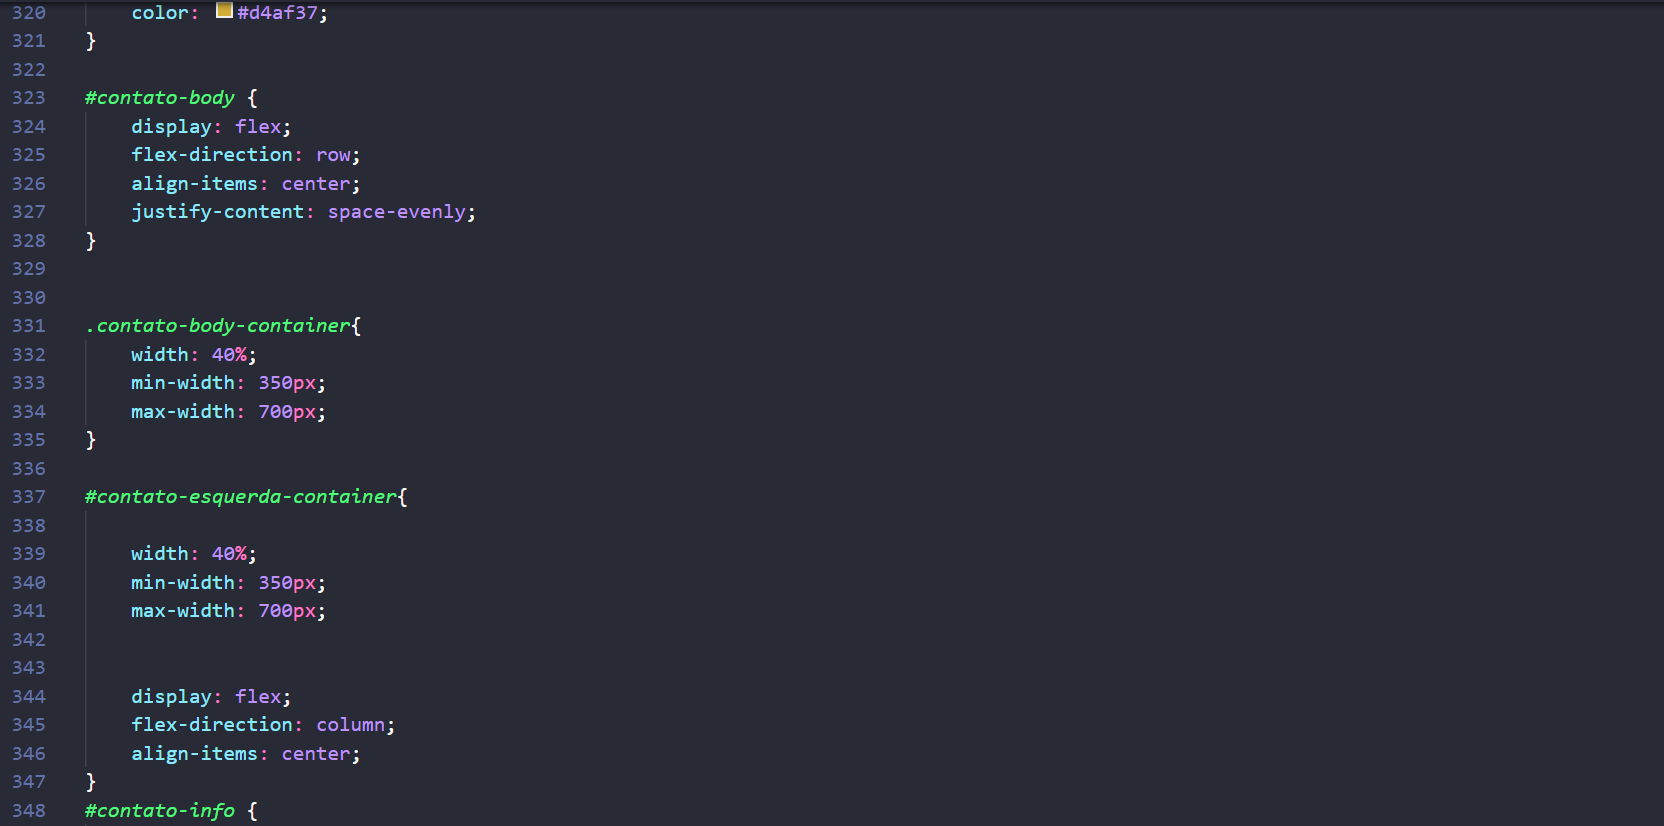 320 color: #d4af37;
321 }
322
323 #contato-body {
324 display: flex;
325 flex-direction: row;
326 align-items: center;
327 justify-content: space-evenly;
328 }
329
330
331 .contato-body-container{
332 width: 40%;
333 min-width: 350px;
334 max-width: 700px;
335 }
336
337 #contato-esquerda-container{
338
339 width: 40%;
340 min-width: 350px;
341 max-width: 700px;
342
343
344 display: flex;
345 flex-direction: column;
346 align-items: center;
347 }
348 #contato-info {